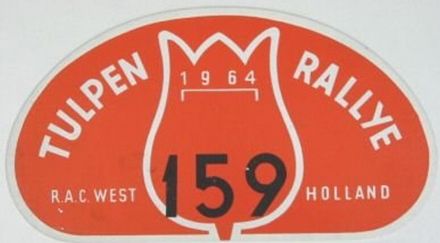 TULPEN RALLYE
1964
R.A.C. WEST HOLLAND
159